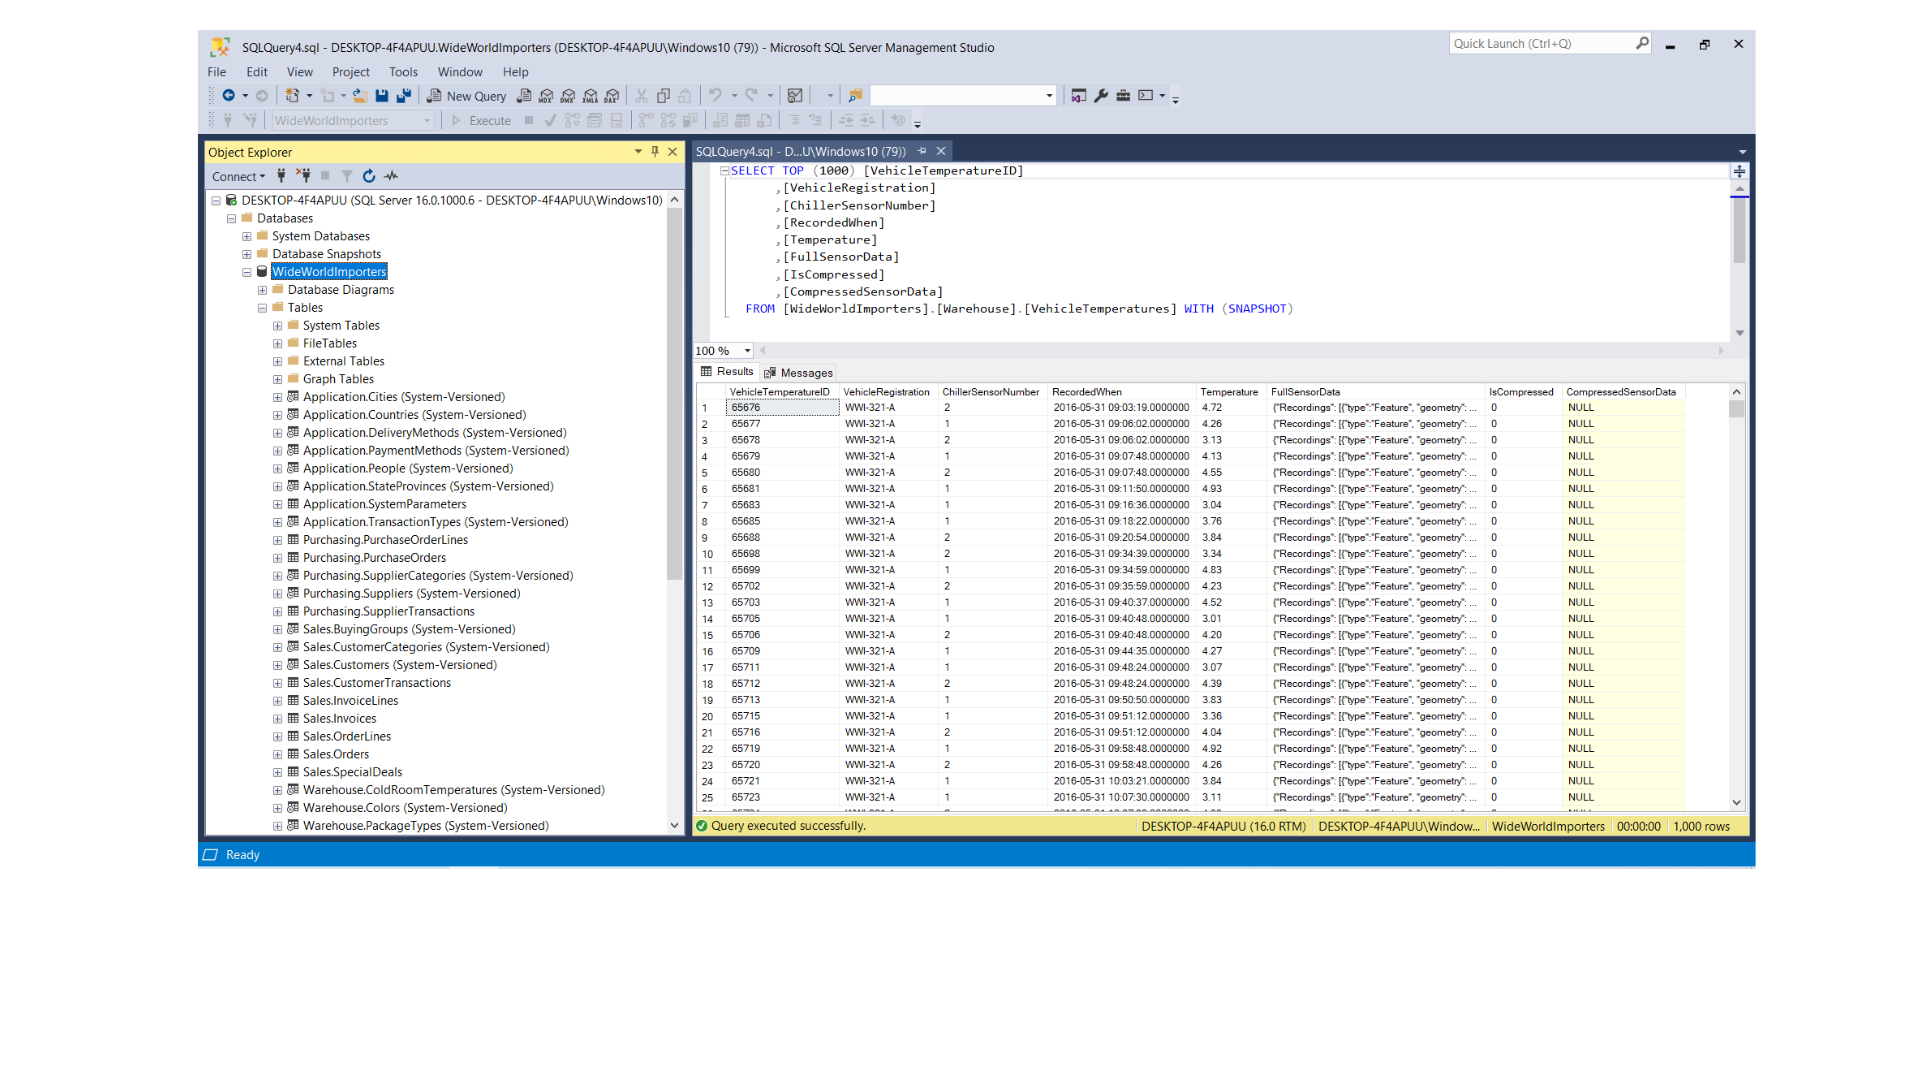 SQLQuery4.sql - DESKTOP-4F4APUU.WideWorldImporters (DESKTOP-4F4APUU\Windows10 (79)) - Microsoft SQL Server Management Studio
Quick Launch (Ctrl+Q)
File Edit View Project Tools Window Help
New Query MDX DMX XMLA DAX
WideWorldImporters Execute
Object Explorer
Connect
DESKTOP-4F4APUU (SQL Server 16.0.1000.6 - DESKTOP-4F4APUU\Windows10)
Databases
System Databases
Database Snapshots
WideWorldImporters
Database Diagrams
Tables
System Tables
FileTables
External Tables
Graph Tables
Application.Cities (System-Versioned)
Application.Countries (System-Versioned)
Application.DeliveryMethods (System-Versioned)
Application.PaymentMethods (System-Versioned)
Application.People (System-Versioned)
Application.StateProvinces (System-Versioned)
Application.SystemParameters
Application.TransactionTypes (System-Versioned)
Purchasing.PurchaseOrderLines
Purchasing.PurchaseOrders
Purchasing.SupplierCategories (System-Versioned)
Purchasing.Suppliers (System-Versioned)
Purchasing.SupplierTransactions
Sales.BuyingGroups (System-Versioned)
Sales.CustomerCategories (System-Versioned)
Sales.Customers (System-Versioned)
Sales.CustomerTransactions
Sales.InvoiceLines
Sales.Invoices
Sales.OrderLines
Sales.Orders
Sales.SpecialDeals
Warehouse.ColdRoomTemperatures (System-Versioned)
Warehouse.Colors (System-Versioned)
Warehouse.PackageTypes (System-Versioned)
SQLQuery4.sql - D...U\Windows10 (79))
SELECT TOP (1000) [VehicleTemperatureID]
,[VehicleRegistration]
,[ChillerSensorNumber]
,[RecordedWhen]
,[Temperature]
,[FullSensorData]
,[IsCompressed]
,[CompressedSensorData]
FROM [WideWorldImporters].[Warehouse].[VehicleTemperatures] WITH (SNAPSHOT)
100 %
Results Messages
VehicleTemperatureID VehicleRegistration ChillerSensorNumber RecordedWhen Temperature FullSensorData IsCompressed CompressedSensorData
1 65676 WWI-321-A 2 2016-05-31 09:03:19.0000000 4.72 {"Recordings": [{"type":"Feature", "geometry": ... 0 NULL
2 65677 WWI-321-A 1 2016-05-31 09:06:02.0000000 4.26 {"Recordings": [{"type":"Feature", "geometry": ... 0 NULL
3 65678 WWI-321-A 2 2016-05-31 09:06:02.0000000 3.13 {"Recordings": [{"type":"Feature", "geometry": ... 0 NULL
4 65679 WWI-321-A 1 2016-05-31 09:07:48.0000000 4.13 {"Recordings": [{"type":"Feature", "geometry": ... 0 NULL
5 65680 WWI-321-A 2 2016-05-31 09:07:48.0000000 4.55 {"Recordings": [{"type":"Feature", "geometry": ... 0 NULL
6 65681 WWI-321-A 1 2016-05-31 09:11:50.0000000 4.93 {"Recordings": [{"type":"Feature", "geometry": ... 0 NULL
7 65683 WWI-321-A 1 2016-05-31 09:16:36.0000000 3.04 {"Recordings": [{"type":"Feature", "geometry": ... 0 NULL
8 65685 WWI-321-A 1 2016-05-31 09:18:22.0000000 3.76 {"Recordings": [{"type":"Feature", "geometry": ... 0 NULL
9 65688 WWI-321-A 2 2016-05-31 09:20:54.0000000 3.84 {"Recordings": [{"type":"Feature", "geometry": ... 0 NULL
10 65698 WWI-321-A 2 2016-05-31 09:34:39.0000000 3.34 {"Recordings": [{"type":"Feature", "geometry": ... 0 NULL
11 65699 WWI-321-A 1 2016-05-31 09:34:59.0000000 4.83 {"Recordings": [{"type":"Feature", "geometry": ... 0 NULL
12 65702 WWI-321-A 2 2016-05-31 09:35:59.0000000 4.23 {"Recordings": [{"type":"Feature", "geometry": ... 0 NULL
13 65703 WWI-321-A 1 2016-05-31 09:40:37.0000000 4.52 {"Recordings": [{"type":"Feature", "geometry": ... 0 NULL
14 65705 WWI-321-A 1 2016-05-31 09:40:48.0000000 3.01 {"Recordings": [{"type":"Feature", "geometry": ... 0 NULL
15 65706 WWI-321-A 2 2016-05-31 09:40:48.0000000 4.20 {"Recordings": [{"type":"Feature", "geometry": ... 0 NULL
16 65709 WWI-321-A 1 2016-05-31 09:44:35.0000000 4.27 {"Recordings": [{"type":"Feature", "geometry": ... 0 NULL
17 65711 WWI-321-A 1 2016-05-31 09:48:24.0000000 3.07 {"Recordings": [{"type":"Feature", "geometry": ... 0 NULL
18 65712 WWI-321-A 2 2016-05-31 09:48:24.0000000 4.39 {"Recordings": [{"type":"Feature", "geometry": ... 0 NULL
19 65713 WWI-321-A 1 2016-05-31 09:50:50.0000000 3.83 {"Recordings": [{"type":"Feature", "geometry": ... 0 NULL
20 65715 WWI-321-A 1 2016-05-31 09:51:12.0000000 3.36 {"Recordings": [{"type":"Feature", "geometry": ... 0 NULL
21 65716 WWI-321-A 2 2016-05-31 09:51:12.0000000 4.04 {"Recordings": [{"type":"Feature", "geometry": ... 0 NULL
22 65719 WWI-321-A 1 2016-05-31 09:58:48.0000000 4.92 {"Recordings": [{"type":"Feature", "geometry": ... 0 NULL
23 65720 WWI-321-A 2 2016-05-31 09:58:48.0000000 4.26 {"Recordings": [{"type":"Feature", "geometry": ... 0 NULL
24 65721 WWI-321-A 1 2016-05-31 10:03:21.0000000 3.84 {"Recordings": [{"type":"Feature", "geometry": ... 0 NULL
25 65723 WWI-321-A 1 2016-05-31 10:07:30.0000000 3.11 {"Recordings": [{"type":"Feature", "geometry": ... 0 NULL
Query executed successfully. DESKTOP-4F4APUU (16.0 RTM) DESKTOP-4F4APUU\Window... WideWorldImporters 00:00:00 1,000 rows
Ready